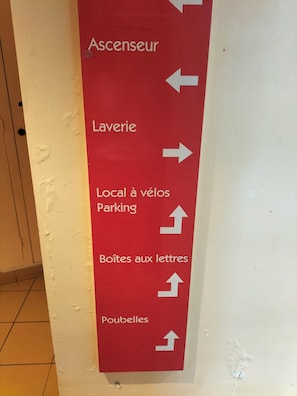 Ascenseur
Laverie
Local à vélos
Parking
Boîtes aux lettres
Poubelles